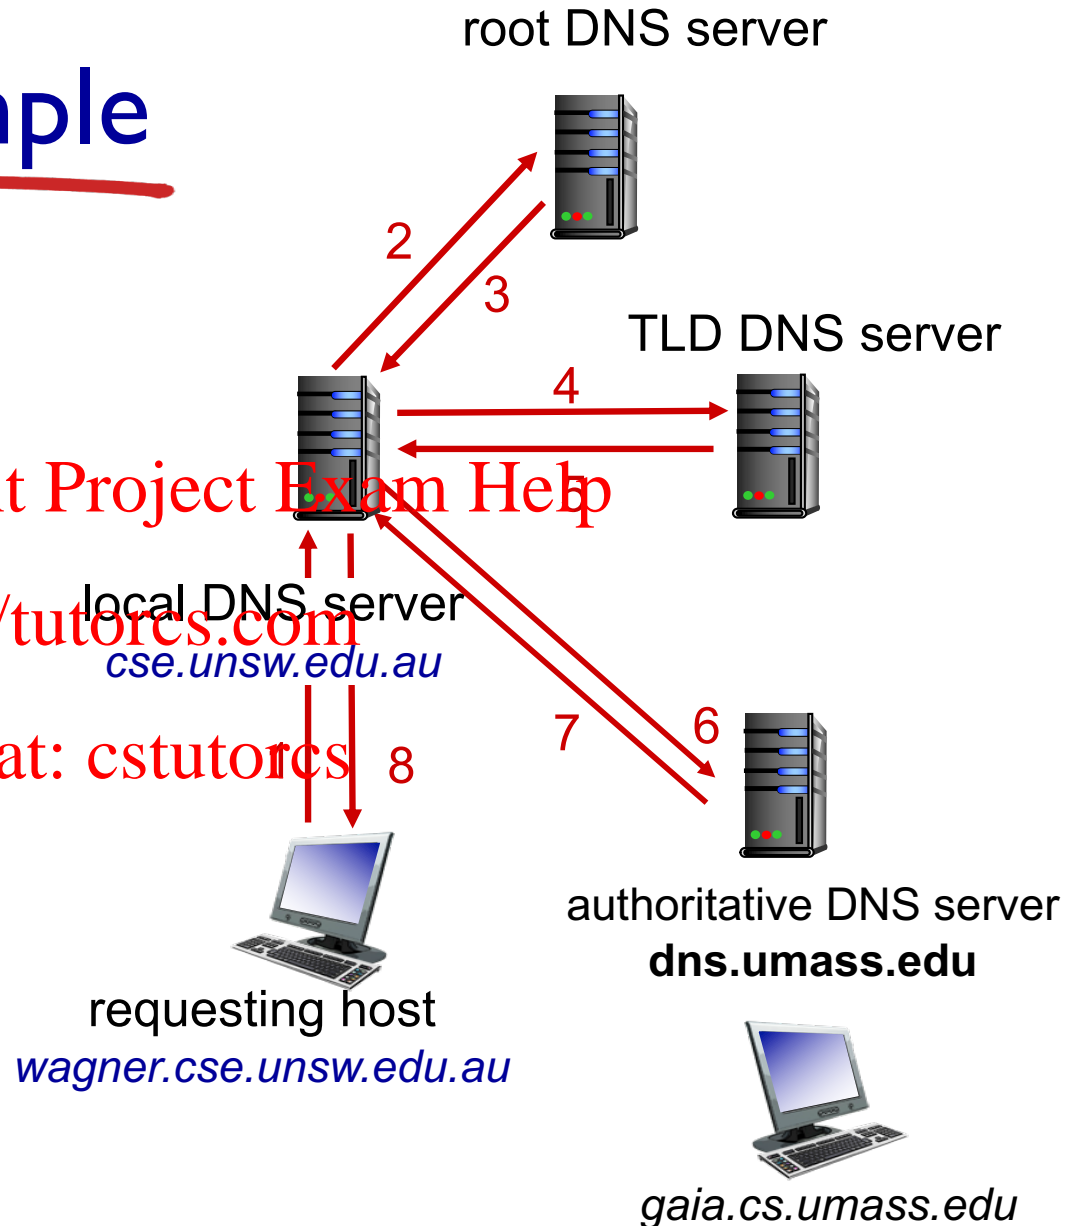 root DNS server
mple
2
3
TLD DNS server
4
t Project Exam Help
5
local DNS server
/tutorcs.com
cse.unsw.edu.au
7
6
at: cstutorcs
1
8
authoritative DNS server
dns.umass.edu
requesting host
wagner.cse.unsw.edu.au
gaia.cs.umass.edu